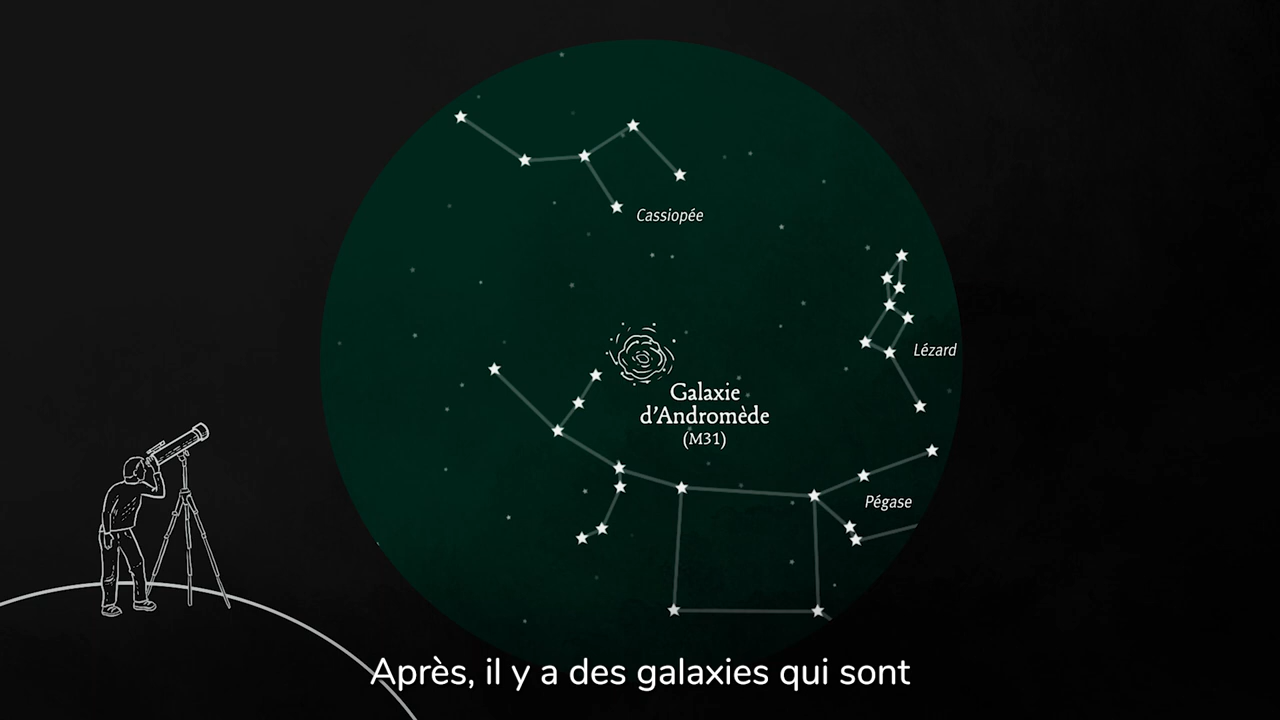 Cassiopée
Lézard
Galaxie
d'Andromède
(M31)
Pégase
Après, il y a des galaxies qui sont